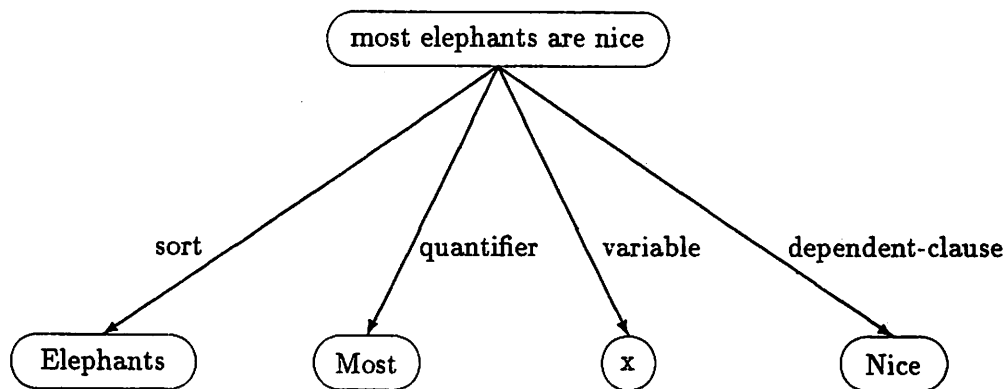 most elephants are nice
sort
quantifier
variable
dependent-clause
Elephants
Most
x
Nice